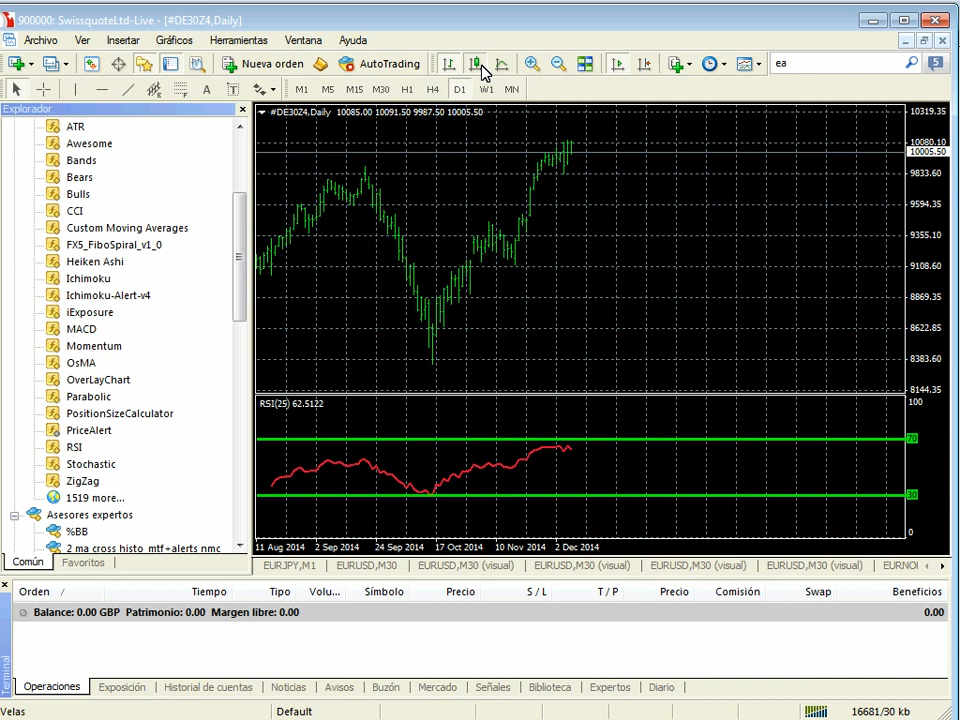 900000: SwissquoteLtd-Live - [#DE30Z4,Daily]
Archivo Ver Insertar Gráficos Herramientas Ventana Ayuda
Nueva orden AutoTrading ea 5
A T M1 M5 M15 M30 H1 H4 D1 W1 MN
Explorador
ATR
Awesome
Bands
Bears
Bulls
CCI
Custom Moving Averages
FX5_FiboSpiral_v1_0
Heiken Ashi
Ichimoku
Ichimoku-Alert-v4
iExposure
MACD
Momentum
OsMA
OverLayChart
Parabolic
PositionSizeCalculator
PriceAlert
RSI
Stochastic
ZigZag
1519 more...
Asesores expertos
%BB
2 ma cross histo mtf+alerts nmc
Común Favoritos
#DE30Z4,Daily 10085.00 10091.50 9987.50 10005.50
10319.35
10080.10
10005.50
9833.60
9594.35
9355.10
9108.60
8869.35
8622.85
8383.60
8144.35
RSI(25) 62.5122
100
70
30
0
11 Aug 2014 2 Sep 2014 24 Sep 2014 17 Oct 2014 10 Nov 2014 2 Dec 2014
EURJPY,M1 EURUSD,M30 EURUSD,M30 (visual) EURUSD,M30 (visual) EURUSD,M30 (visual) EURUSD,M30 (visual) EURNOI
Orden / Tiempo Tipo Volu... Símbolo Precio S / L T / P Precio Comisión Swap Beneficios
Balance: 0.00 GBP Patrimonio: 0.00 Margen libre: 0.00 0.00
Terminal
Operaciones Exposición Historial de cuentas Noticias Avisos Buzón Mercado Señales Biblioteca Expertos Diario
Velas Default 16681/30 kb